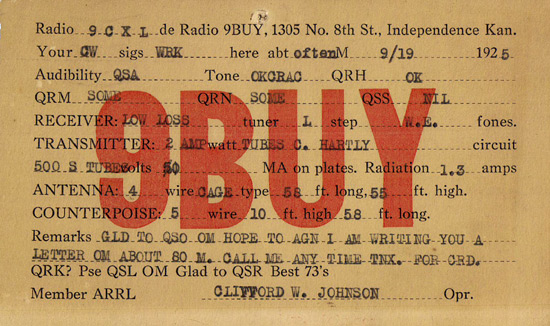 Radio 9 C X L de Radio 9BUY, 1305 No. 8th St., Independence Kan.
Your CW sigs WRK here abt often M 9/19 1925
Audibility QSA Tone OKCRAC QRH OK
QRM SOME QRN SOME QSS NIL
RECEIVER: LOW LOSS tuner L step W.E. fones.
TRANSMITTER: 2 AMP watt TUBES C. HARTLY circuit
500 S TUBES volts MA on plates. Radiation 1.3 amps
ANTENNA: 4 wire CAGE type 58 ft. long, 55 ft. high.
COUNTERPOISE: 5 wire 10 ft. high 58 ft. long.
Remarks GLD TO QSO OM HOPE TO AGN I AM WRITING YOU A
LETTER OM ABOUT 80 M. CALL ME ANY TIME TNX. FOR CRD.
QRK? Pse QSL OM Glad to QSR Best 73's
Member ARRL CLIFFORD W. JOHNSON Opr.
9BUY